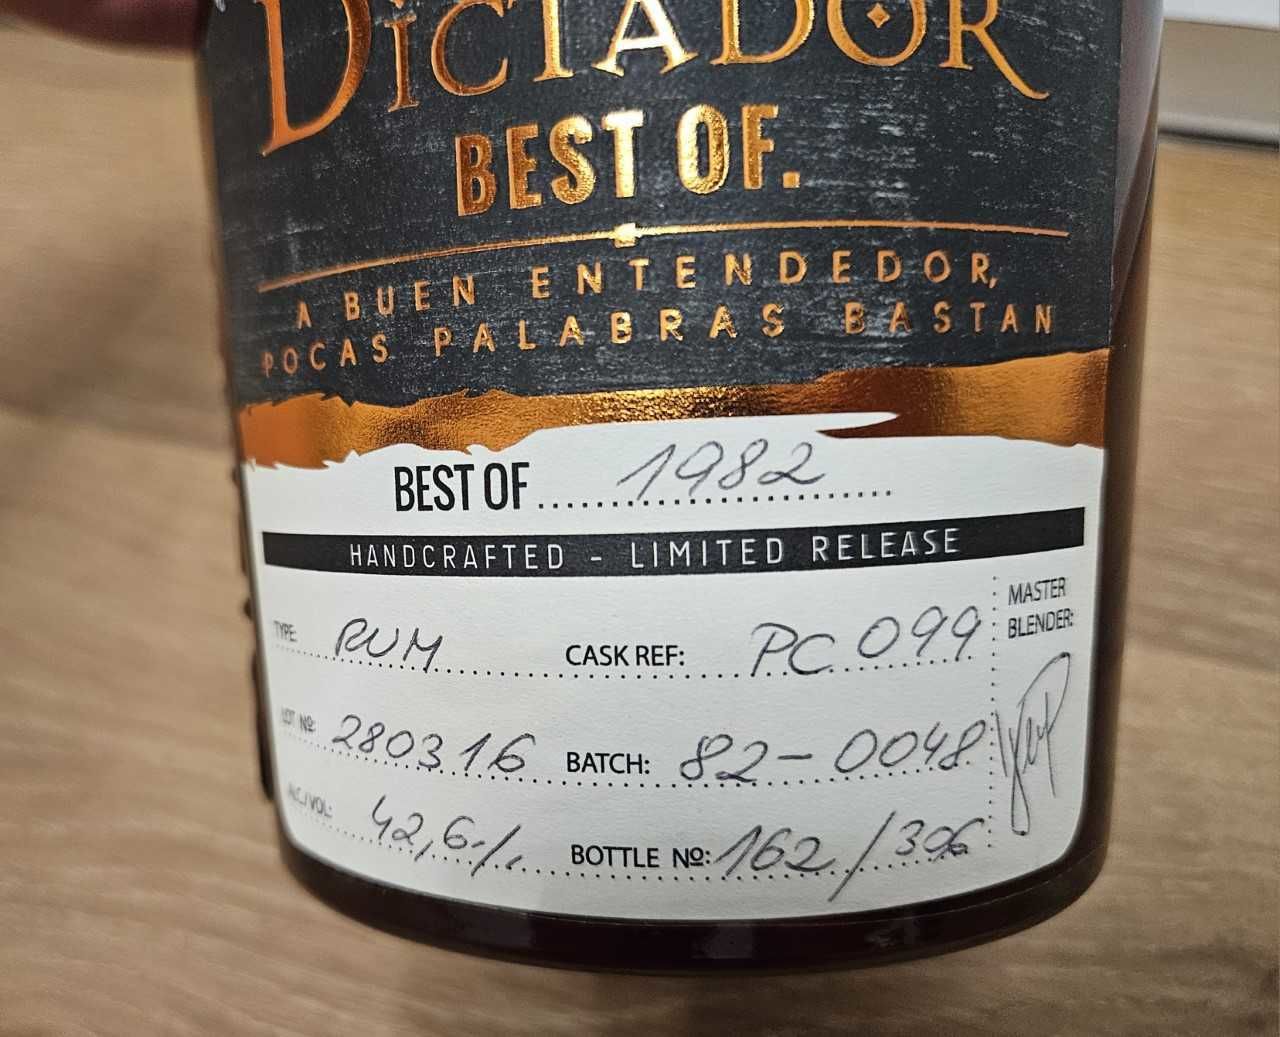 DICTADOR
BEST OF.
A BUEN ENTENDEDOR,
POCAS PALABRAS BASTAN
BEST OF 1982
HANDCRAFTED - LIMITED RELEASE
TYPE: RUM CASK REF: PC 099
LOT Nº: 280316 BATCH: 82-0048
ALC/VOL: 42,6 % BOTTLE Nº: 162/306
MASTER
BLENDER: